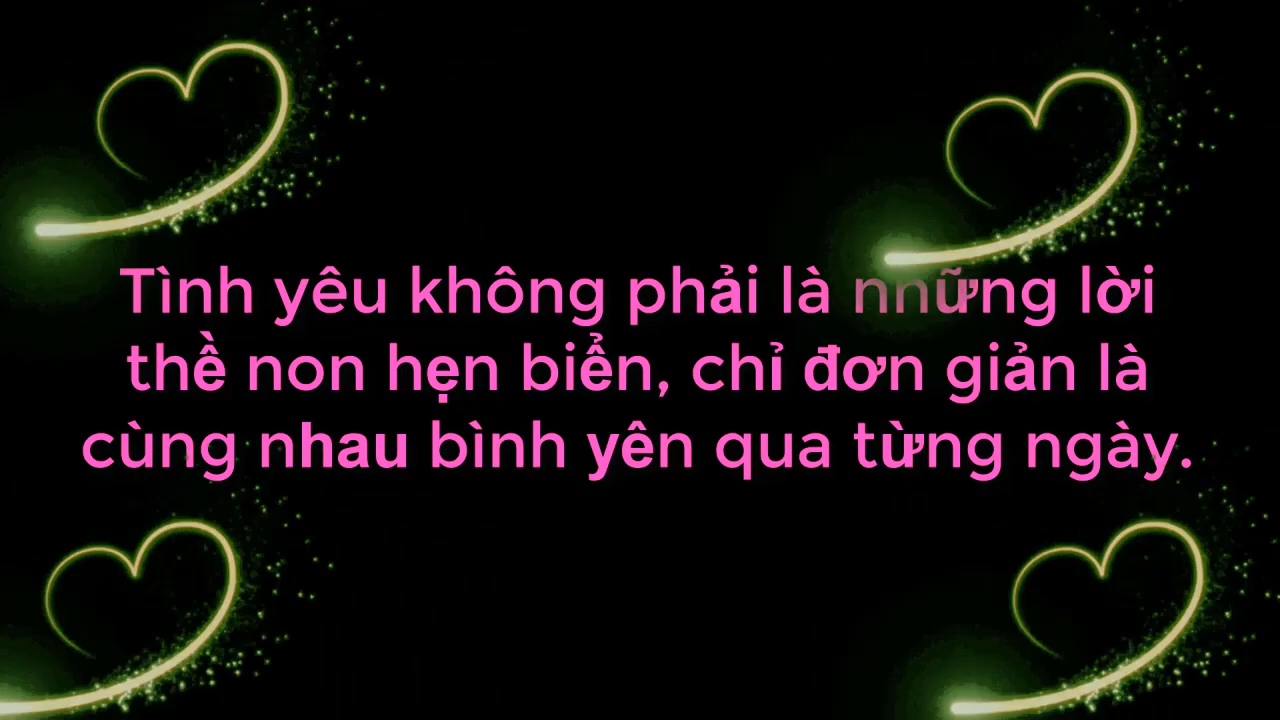 Tình yêu không phải là những lời
thề non hẹn biển, chỉ đơn giản là
cùng nhau bình yên qua từng ngày.